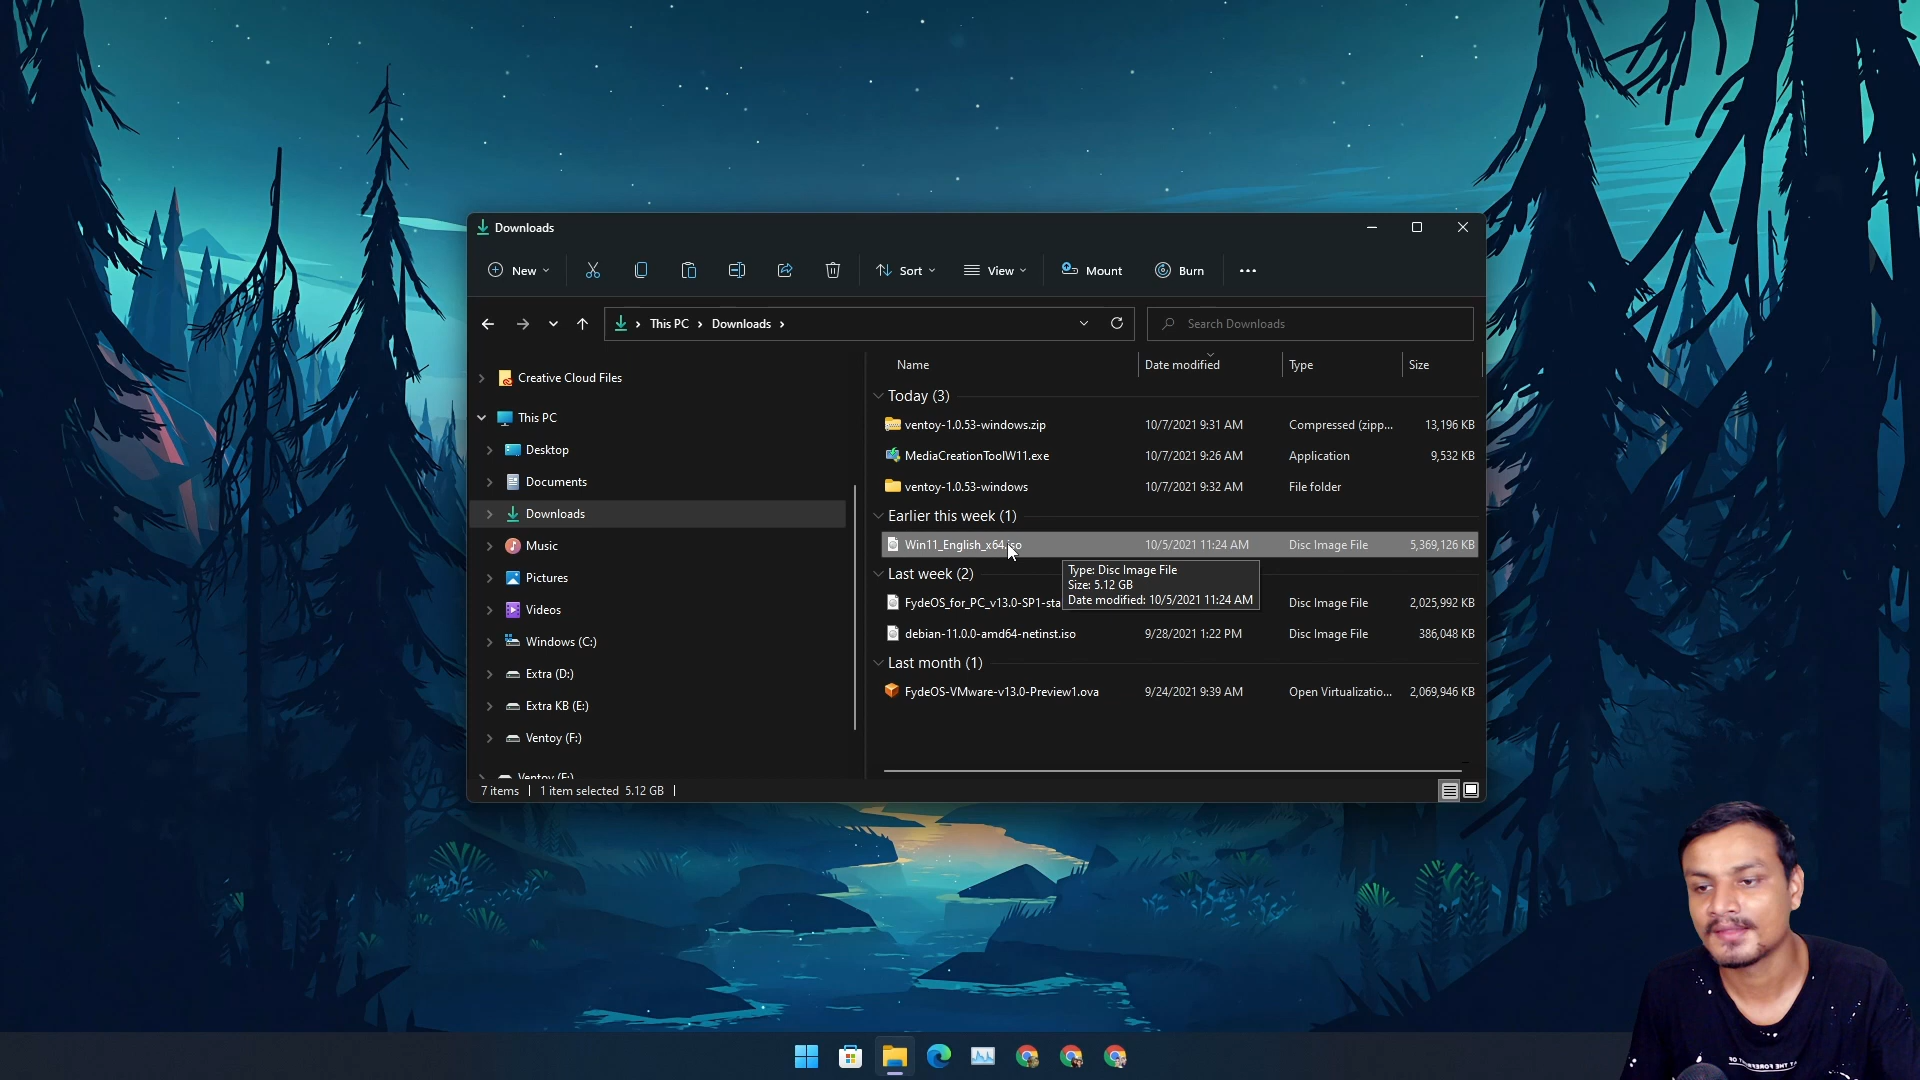 Downloads
New
Sort
View
Mount
Burn
This PC > Downloads >
Search Downloads
Creative Cloud Files
This PC
Desktop
Documents
Downloads
Music
Pictures
Videos
Windows (C:)
Extra (D:)
Extra KB (E:)
Ventoy (F:)
Ventoy (F:)
Name Date modified Type Size
Today (3)
ventoy-1.0.53-windows.zip 10/7/2021 9:31 AM Compressed (zipp... 13,196 KB
MediaCreationToolW11.exe 10/7/2021 9:26 AM Application 9,532 KB
ventoy-1.0.53-windows 10/7/2021 9:32 AM File folder
Earlier this week (1)
Win11_English_x64.iso 10/5/2021 11:24 AM Disc Image File 5,369,126 KB
Type: Disc Image File
Size: 5.12 GB
Date modified: 10/5/2021 11:24 AM
Last week (2)
FydeOS_for_PC_v13.0-SP1-sta Disc Image File 2,025,992 KB
debian-11.0.0-amd64-netinst.iso 9/28/2021 1:22 PM Disc Image File 386,048 KB
Last month (1)
FydeOS-VMware-v13.0-Preview1.ova 9/24/2021 9:39 AM Open Virtualizatio... 2,069,946 KB
7 items 1 item selected 5.12 GB